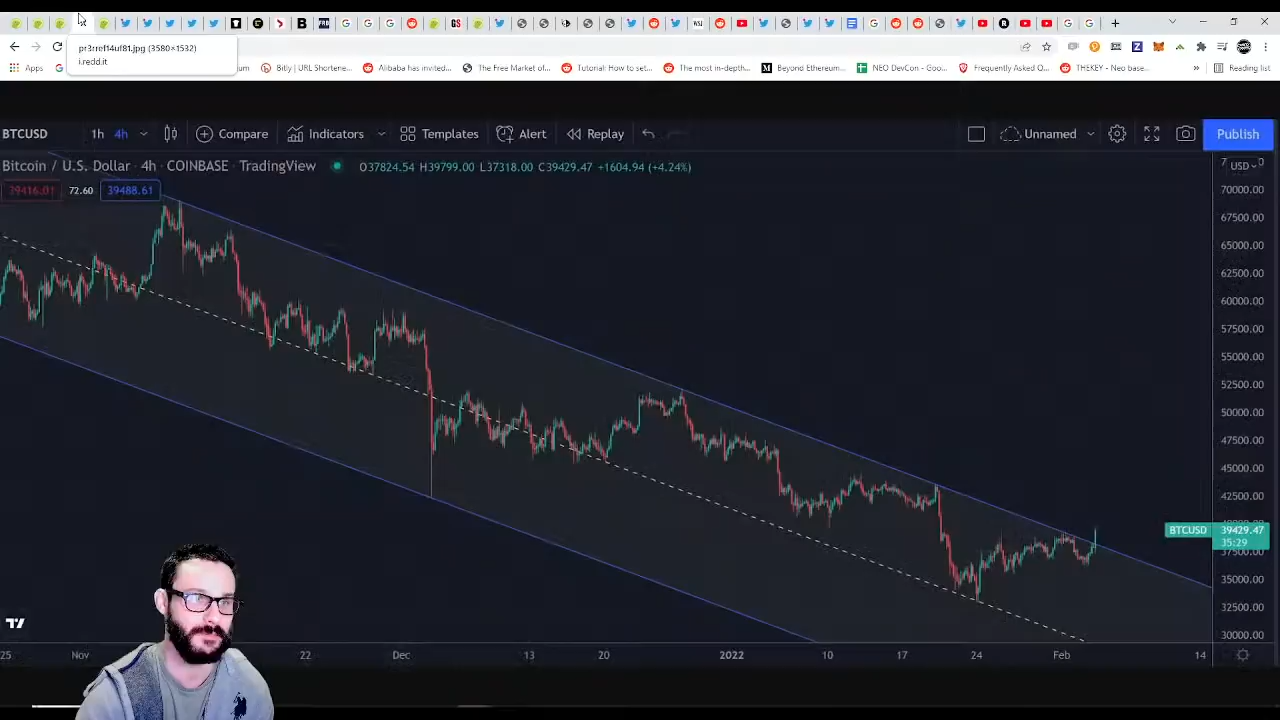 pr3rref14uf81.jpg (3580×1532)
i.redd.it
Apps
Bitly | URL Shortene...
Alibaba has invited...
The Free Market of...
Tutorial: How to set...
The most in-depth...
Beyond Ethereum...
NEO DevCon - Goo...
Frequently Asked Q...
THEKEY - Neo base...
»
Reading list
BTCUSD
1h
4h
Compare
Indicators
Templates
Alert
Replay
Unnamed
Publish
Bitcoin / U.S. Dollar · 4h · COINBASE · TradingView
O37824.54 H39799.00 L37318.00 C39429.47 +1604.94 (+4.24%)
USD
39416.01
72.60
39488.61
70000.00
67500.00
65000.00
62500.00
60000.00
57500.00
55000.00
52500.00
50000.00
47500.00
45000.00
42500.00
BTCUSD
39429.47
35:29
37500.00
35000.00
32500.00
30000.00
25
Nov
22
Dec
13
20
2022
10
17
24
Feb
14